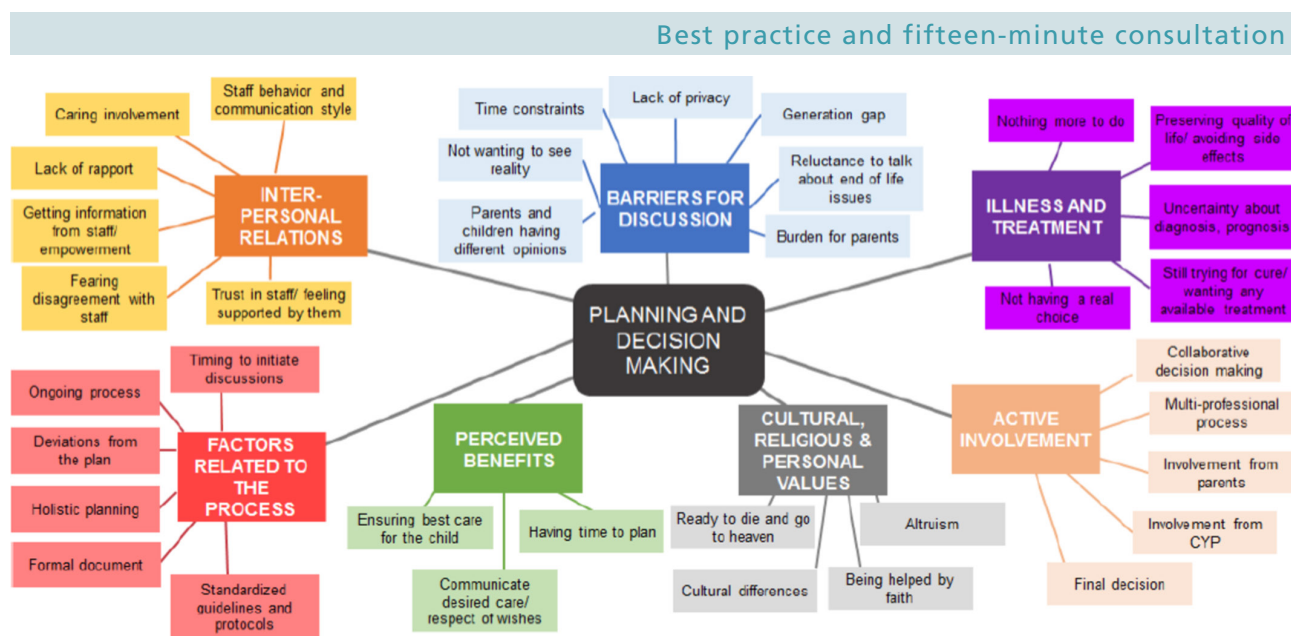 Best practice and fifteen-minute consultation
Staff behavior and
communication style
Caring involvement
Lack of rapport
Getting information
from staff/
empowerment
Fearing
disagreement with
staff
Trust in staff/ feeling
supported by them
INTER-
PERSONAL
RELATIONS
Time constraints
Lack of privacy
Generation gap
Not wanting to see
reality
Reluctance to talk
about end of life
issues
Parents and
children having
different opinions
Burden for parents
BARRIERS FOR
DISCUSSION
Nothing more to do
Preserving quality of
life/ avoiding side
effects
Uncertainty about
diagnosis, prognosis
Still trying for cure/
wanting any
available treatment
Not having a real
choice
ILLNESS AND
TREATMENT
PLANNING AND
DECISION
MAKING
Timing to initiate
discussions
Ongoing process
Deviations from
the plan
Holistic planning
Formal document
Standardized
guidelines and
protocols
FACTORS
RELATED TO
THE
PROCESS
PERCEIVED
BENEFITS
Ensuring best care
for the child
Having time to plan
Communicate
desired care/
respect of wishes
CULTURAL,
RELIGIOUS &
PERSONAL
VALUES
Ready to die and go
to heaven
Altruism
Cultural differences
Being helped by
faith
ACTIVE
INVOLVEMENT
Collaborative
decision making
Multi-professional
process
Involvement from
parents
Involvement from
CYP
Final decision